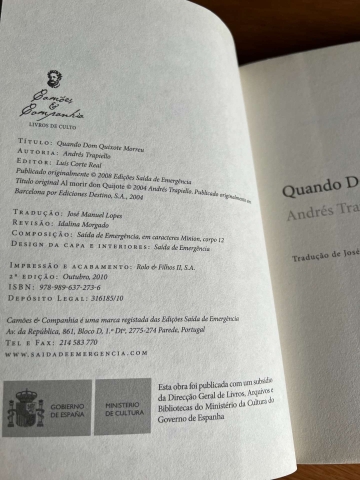 Camões
&
Companhia
LIVROS DE CULTO
TÍTULO: Quando Dom Quixote Morreu
AUTORIA: Andrés Trapiello
EDITOR: Luis Corte Real
Publicado originalmente © 2008 Edições Saída de Emergência
Título original Al morir don Quijote © 2004 Andrés Trapiello. Publicado originalmente em
Barcelona por Ediciones Destino, S.A., 2004
TRADUÇÃO: José Manuel Lopes
REVISÃO: Idalina Morgado
COMPOSIÇÃO: Saída de Emergência, em caracteres Minion, corpo 12
DESIGN DA CAPA E INTERIORES: Saída de Emergência
IMPRESSÃO E ACABAMENTO: Rolo & Filhos II, S.A.
2ª EDIÇÃO: Outubro, 2010
ISBN: 978-989-637-273-6
DEPÓSITO LEGAL: 316185/10
Camões & Companhia é uma marca registada das Edições Saída de Emergência
Av. da República, 861, Bloco D, 1.º Dtº, 2775-274 Parede, Portugal
TEL E FAX: 214 583 770
WWW.SAIDADEEMERGENCIA.COM
GOBIERNO
DE ESPAÑA
MINISTERIO
DE CULTURA
Esta obra foi publicada com um subsídio
da Direcção Geral de Livros, Arquivos e
Bibliotecas do Ministério da Cultura do
Governo de Espanha
Quando D
Andrés Tra
Tradução de José